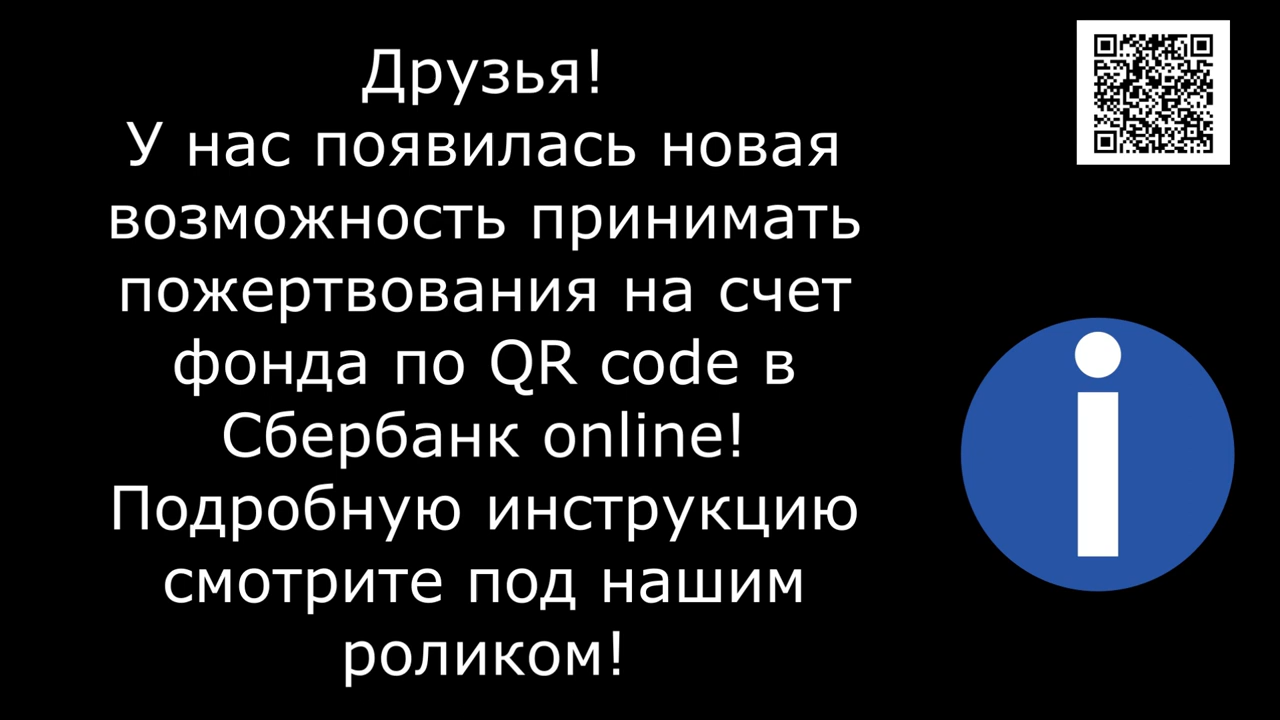 Друзья!
У нас появилась новая
возможность принимать
пожертвования на счет
фонда по QR code в
Сбербанк online!
Подробную инструкцию
смотрите под нашим
роликом!
i